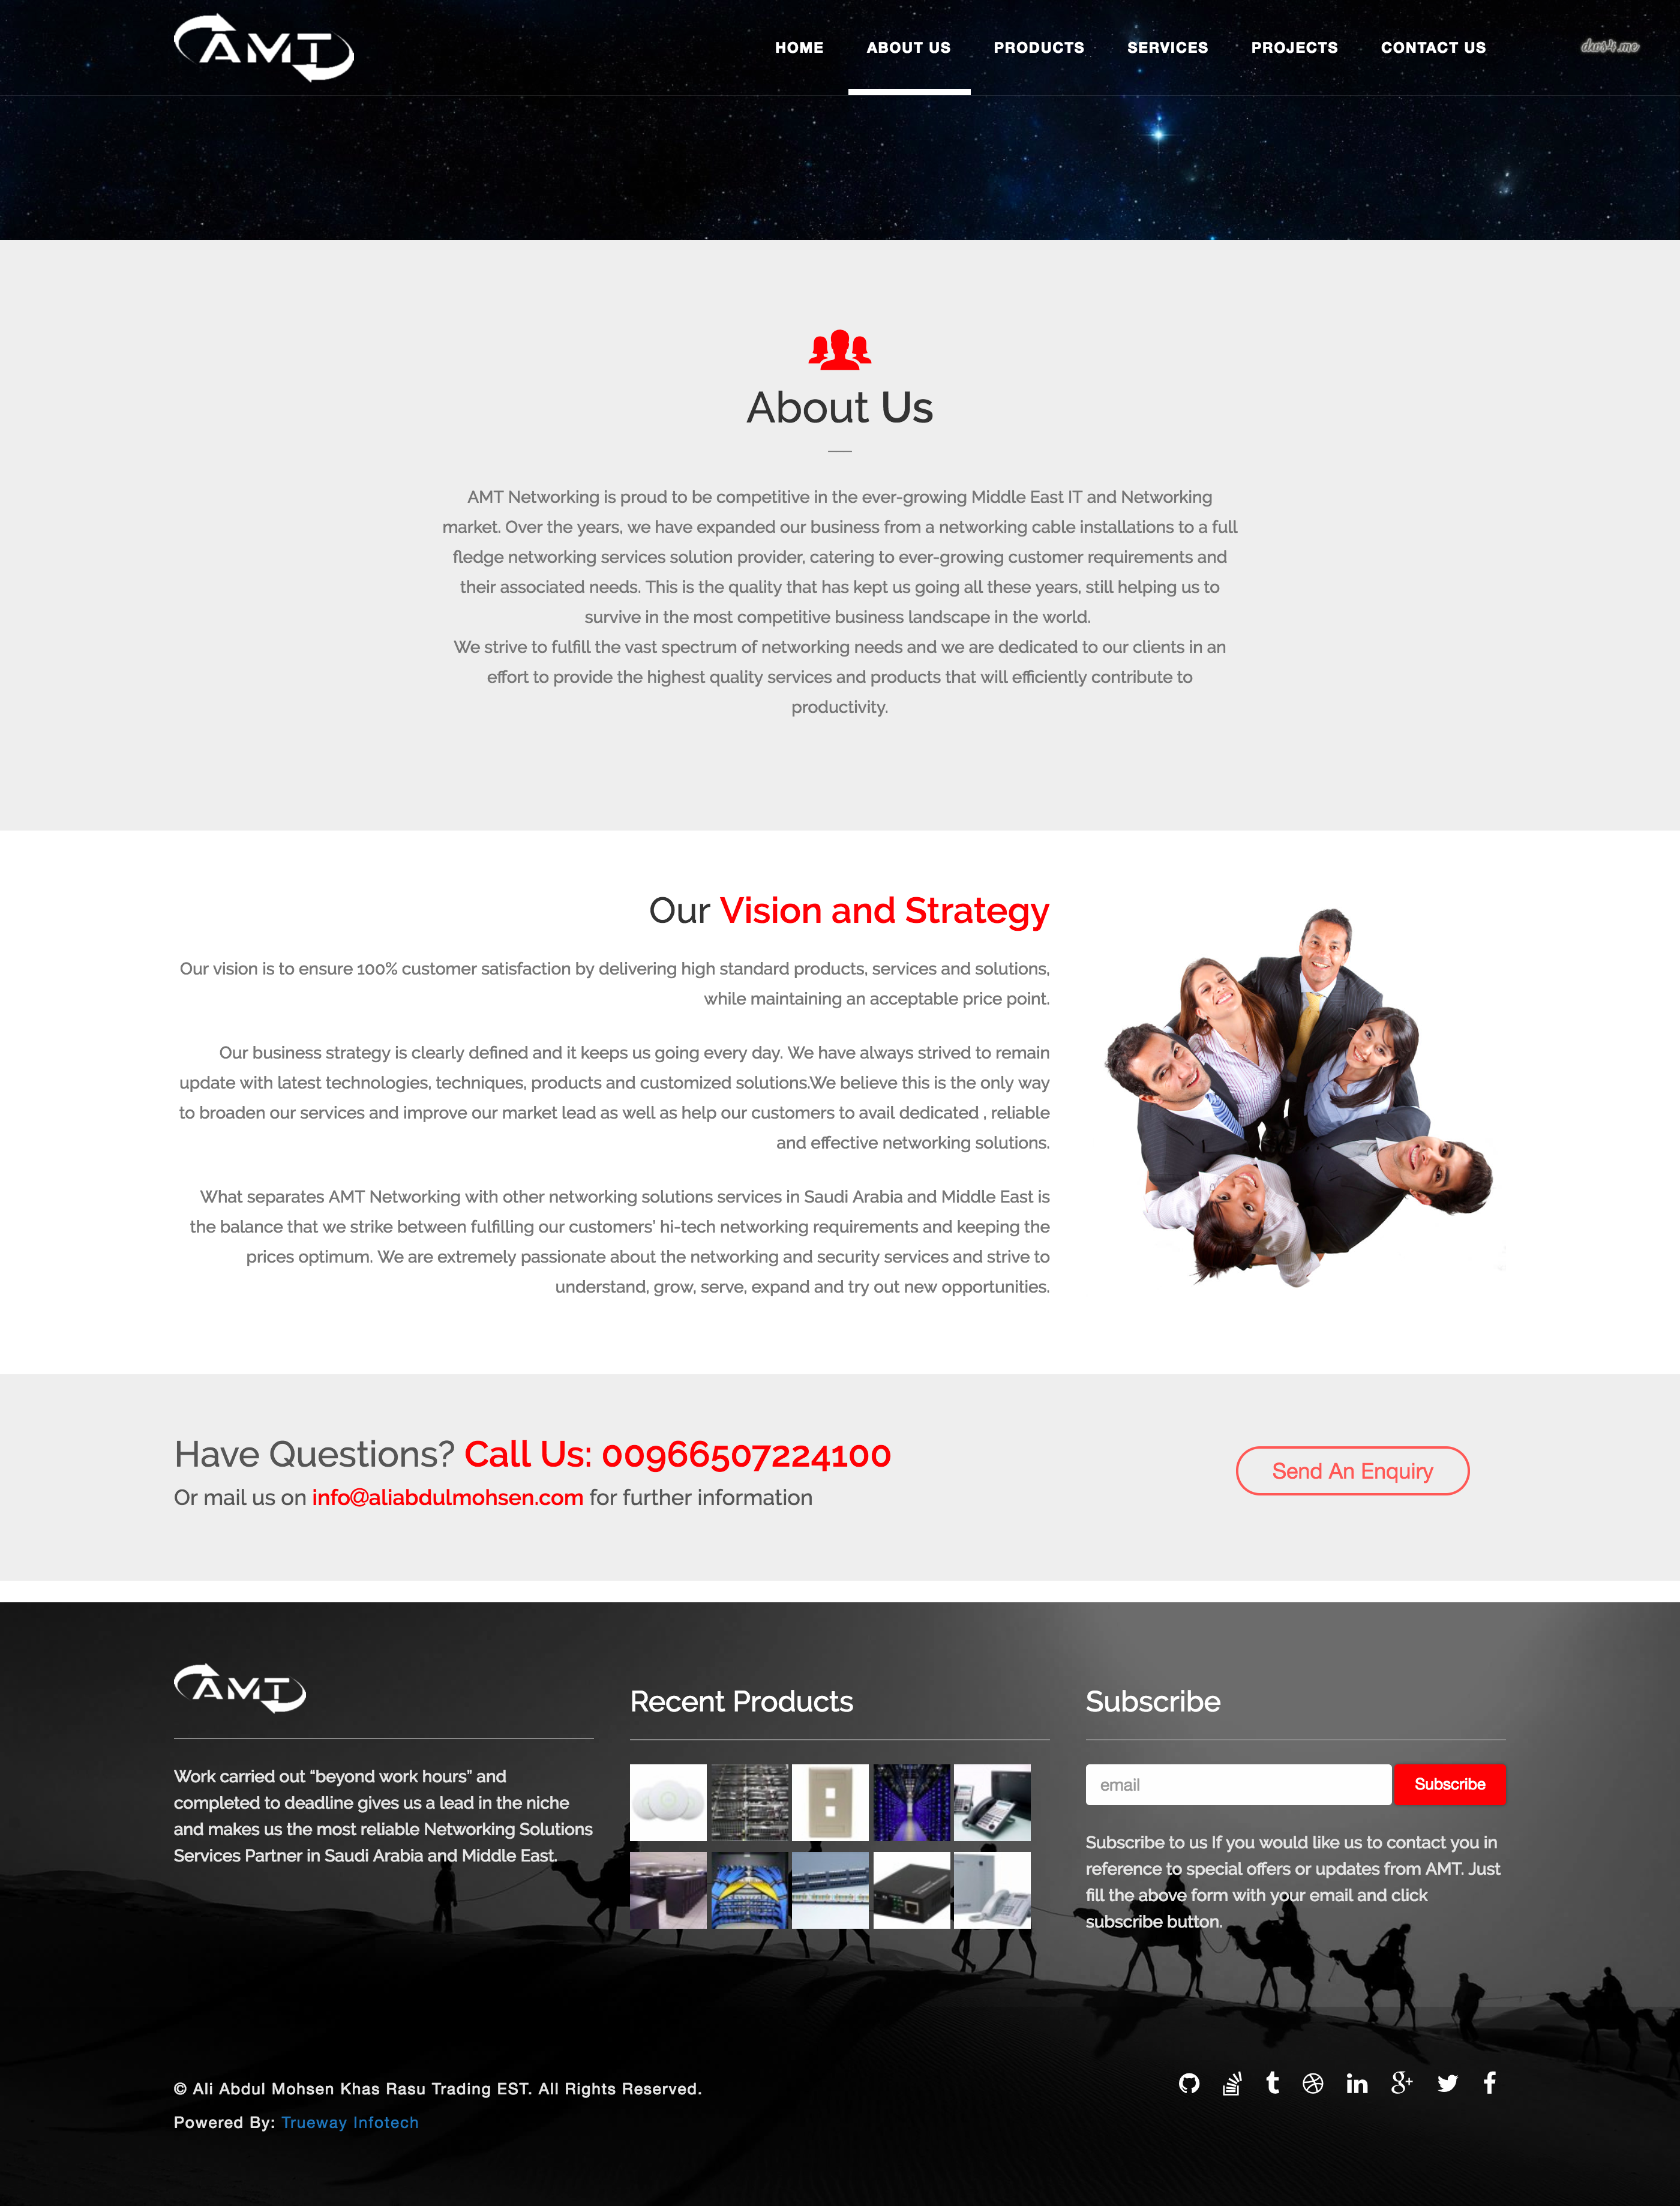 AMT
HOME
ABOUT US
PRODUCTS
SERVICES
PROJECTS
CONTACT US
dws4.me
About Us
AMT Networking is proud to be competitive in the ever-growing Middle East IT and Networking
market. Over the years, we have expanded our business from a networking cable installations to a full
fledge networking services solution provider, catering to ever-growing customer requirements and
their associated needs. This is the quality that has kept us going all these years, still helping us to
survive in the most competitive business landscape in the world.
We strive to fulfill the vast spectrum of networking needs and we are dedicated to our clients in an
effort to provide the highest quality services and products that will efficiently contribute to
productivity.
Our Vision and Strategy
Our vision is to ensure 100% customer satisfaction by delivering high standard products, services and solutions,
while maintaining an acceptable price point.
Our business strategy is clearly defined and it keeps us going every day. We have always strived to remain
update with latest technologies, techniques, products and customized solutions.We believe this is the only way
to broaden our services and improve our market lead as well as help our customers to avail dedicated , reliable
and effective networking solutions.
What separates AMT Networking with other networking solutions services in Saudi Arabia and Middle East is
the balance that we strike between fulfilling our customers’ hi-tech networking requirements and keeping the
prices optimum. We are extremely passionate about the networking and security services and strive to
understand, grow, serve, expand and try out new opportunities.
Have Questions? Call Us: 00966507224100
Or mail us on info@aliabdulmohsen.com for further information
Send An Enquiry
AMT
Work carried out “beyond work hours” and
completed to deadline gives us a lead in the niche
and makes us the most reliable Networking Solutions
Services Partner in Saudi Arabia and Middle East.
Recent Products
Subscribe
email
Subscribe
Subscribe to us If you would like us to contact you in
reference to special offers or updates from AMT. Just
fill the above form with your email and click
subscribe button.
© Ali Abdul Mohsen Khas Rasu Trading EST. All Rights Reserved.
Powered By: Trueway Infotech